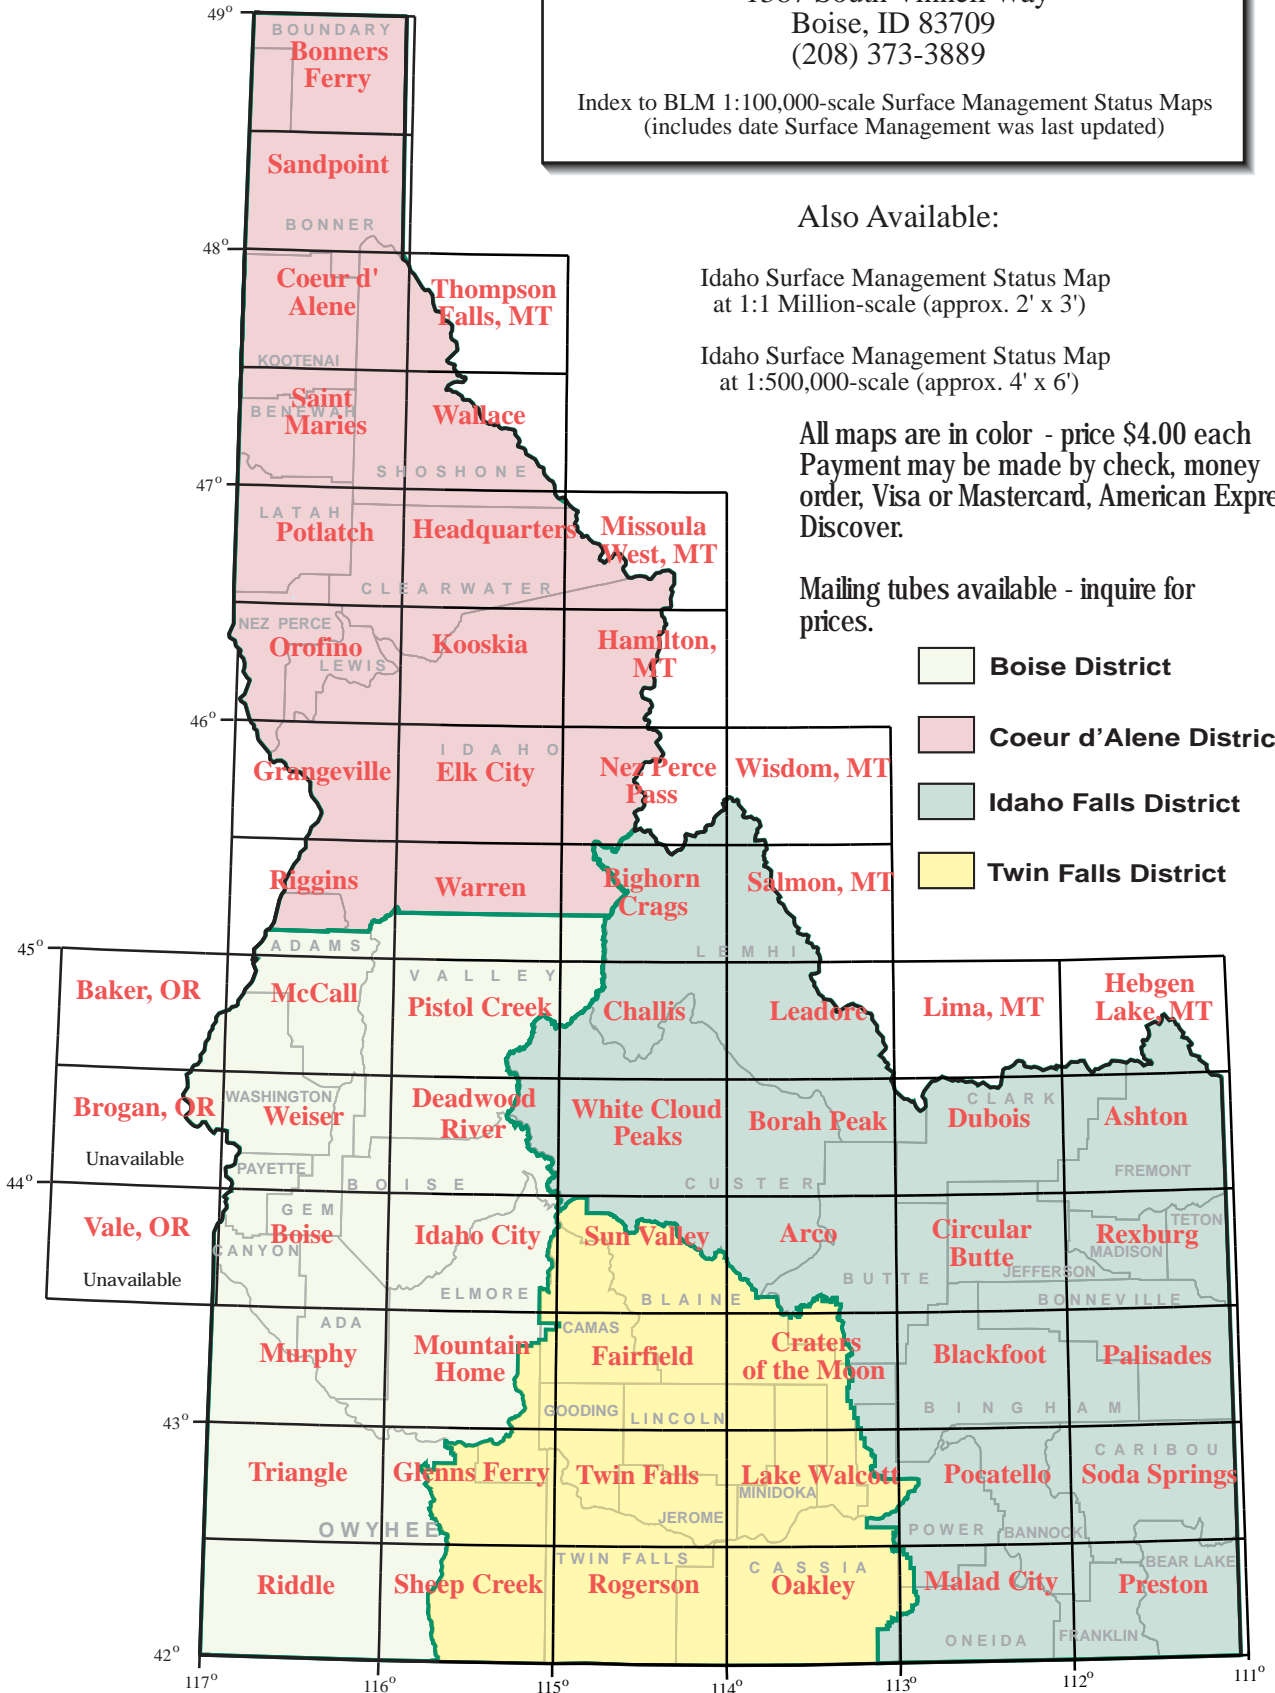 Boise, ID 83709
(208) 373-3889
Index to BLM 1:100,000-scale Surface Management Status Maps
(includes date Surface Management was last updated)
Also Available:
Idaho Surface Management Status Map
at 1:1 Million-scale (approx. 2' x 3')
Idaho Surface Management Status Map
at 1:500,000-scale (approx. 4' x 6')
All maps are in color - price $4.00 each
Payment may be made by check, money
order, Visa or Mastercard, American Expre
Discover.
Mailing tubes available - inquire for
prices.
Boise District
Coeur d'Alene Distric
Idaho Falls District
Twin Falls District
49°
BOUNDARY
Bonners
Ferry
Sandpoint
BONNER
48°
Coeur d'
Alene
Thompson
Falls, MT
KOOTENAI
Saint
Maries
BENEWAH
Wallace
SHOSHONE
47°
LATAH
Potlatch
Headquarters
Missoula
West, MT
CLEARWATER
NEZ PERCE
Orofino
LEWIS
Kooskia
Hamilton,
MT
46°
IDAHO
Grangeville
Elk City
Nez Perce
Pass
Wisdom, MT
Riggins
Warren
Bighorn
Crags
Salmon, MT
45°
ADAMS
VALLEY
LEMHI
Baker, OR
McCall
Pistol Creek
Challis
Leadore
Lima, MT
Hebgen
Lake, MT
Brogan, OR
Unavailable
WASHINGTON
Weiser
Deadwood
River
White Cloud
Peaks
Borah Peak
CLARK
Dubois
Ashton
PAYETTE
FREMONT
44°
BOISE
CUSTER
Vale, OR
Unavailable
GEM
Boise
CANYON
Idaho City
Sun Valley
Arco
Circular
Butte
Rexburg
TETON
MADISON
JEFFERSON
BUTTE
ELMORE
BLAINE
BONNEVILLE
ADA
CAMAS
Murphy
Mountain
Home
Fairfield
Craters
of the Moon
Blackfoot
Palisades
43°
GOODING
LINCOLN
BINGHAM
CARIBOU
Triangle
Glenns Ferry
Twin Falls
Lake Walcott
Pocatello
Soda Springs
MINIDOKA
JEROME
OWYHEE
POWER
BANNOCK
TWIN FALLS
CASSIA
BEAR LAKE
Riddle
Sheep Creek
Rogerson
Oakley
Malad City
Preston
ONEIDA
FRANKLIN
42°
117°
116°
115°
114°
113°
112°
111°